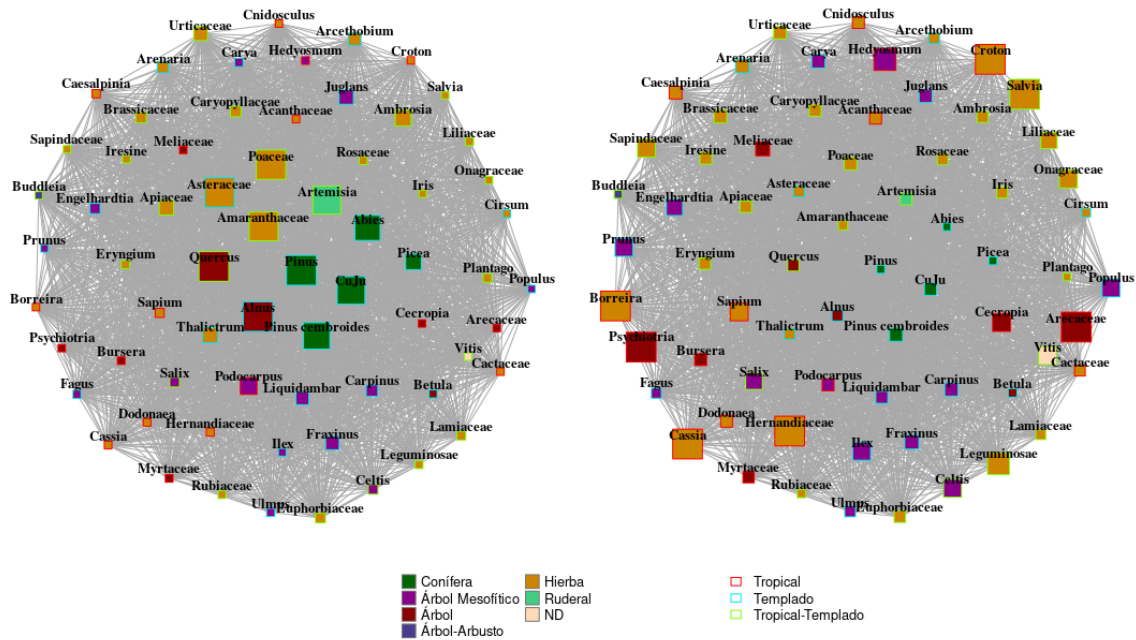 Cnidosculus
Urticaceae
Arcethobium
Carya
Hedyosmum
Croton
Arenaria
Juglans
Caesalpinia
Salvia
Caryopyllaceae
Brassicaceae
Acanthaceae
Ambrosia
Liliaceae
Sapindaceae
Meliaceae
Iresine
Rosaceae
Poaceae
Onagraceae
Asteraceae
Buddleia
Engelhardtia
Artemisia
Iris
Apiaceae
Cirsum
Amaranthaceae
Abies
Prunus
Eryngium
Quercus
Picea
Pinus
Plantago
CuJu
Populus
Borreira
Sapium
Alnus
Cecropia
Arecaceae
Thalictrum
Pinus cembroides
Psychiotria
Bursera
Vitis
Cactaceae
Fagus
Salix
Podocarpus
Liquidambar
Carpinus
Betula
Dodonaea
Hernandiaceae
Cassia
Lamiaceae
Ilex
Fraxinus
Leguminosae
Myrtaceae
Celtis
Rubiaceae
Ulmus
Euphorbiaceae
Cnidosculus
Urticaceae
Arcethobium
Carya
Hedyosmum
Croton
Arenaria
Juglans
Caesalpinia
Salvia
Caryopyllaceae
Brassicaceae
Acanthaceae
Ambrosia
Liliaceae
Sapindaceae
Meliaceae
Iresine
Rosaceae
Poaceae
Onagraceae
Asteraceae
Buddleia
Engelhardtia
Artemisia
Iris
Apiaceae
Cirsum
Amaranthaceae
Abies
Prunus
Eryngium
Quercus
Picea
Pinus
Plantago
CuJu
Populus
Borreira
Sapium
Alnus
Cecropia
Arecaceae
Thalictrum
Pinus cembroides
Psychiotria
Bursera
Vitis
Cactaceae
Fagus
Salix
Podocarpus
Liquidambar
Carpinus
Betula
Dodonaea
Hernandiaceae
Cassia
Lamiaceae
Ilex
Fraxinus
Leguminosae
Myrtaceae
Celtis
Rubiaceae
Ulmus
Euphorbiaceae
Conífera
Árbol Mesofítico
Árbol
Árbol-Arbusto
Hierba
Ruderal
ND
Tropical
Templado
Tropical-Templado